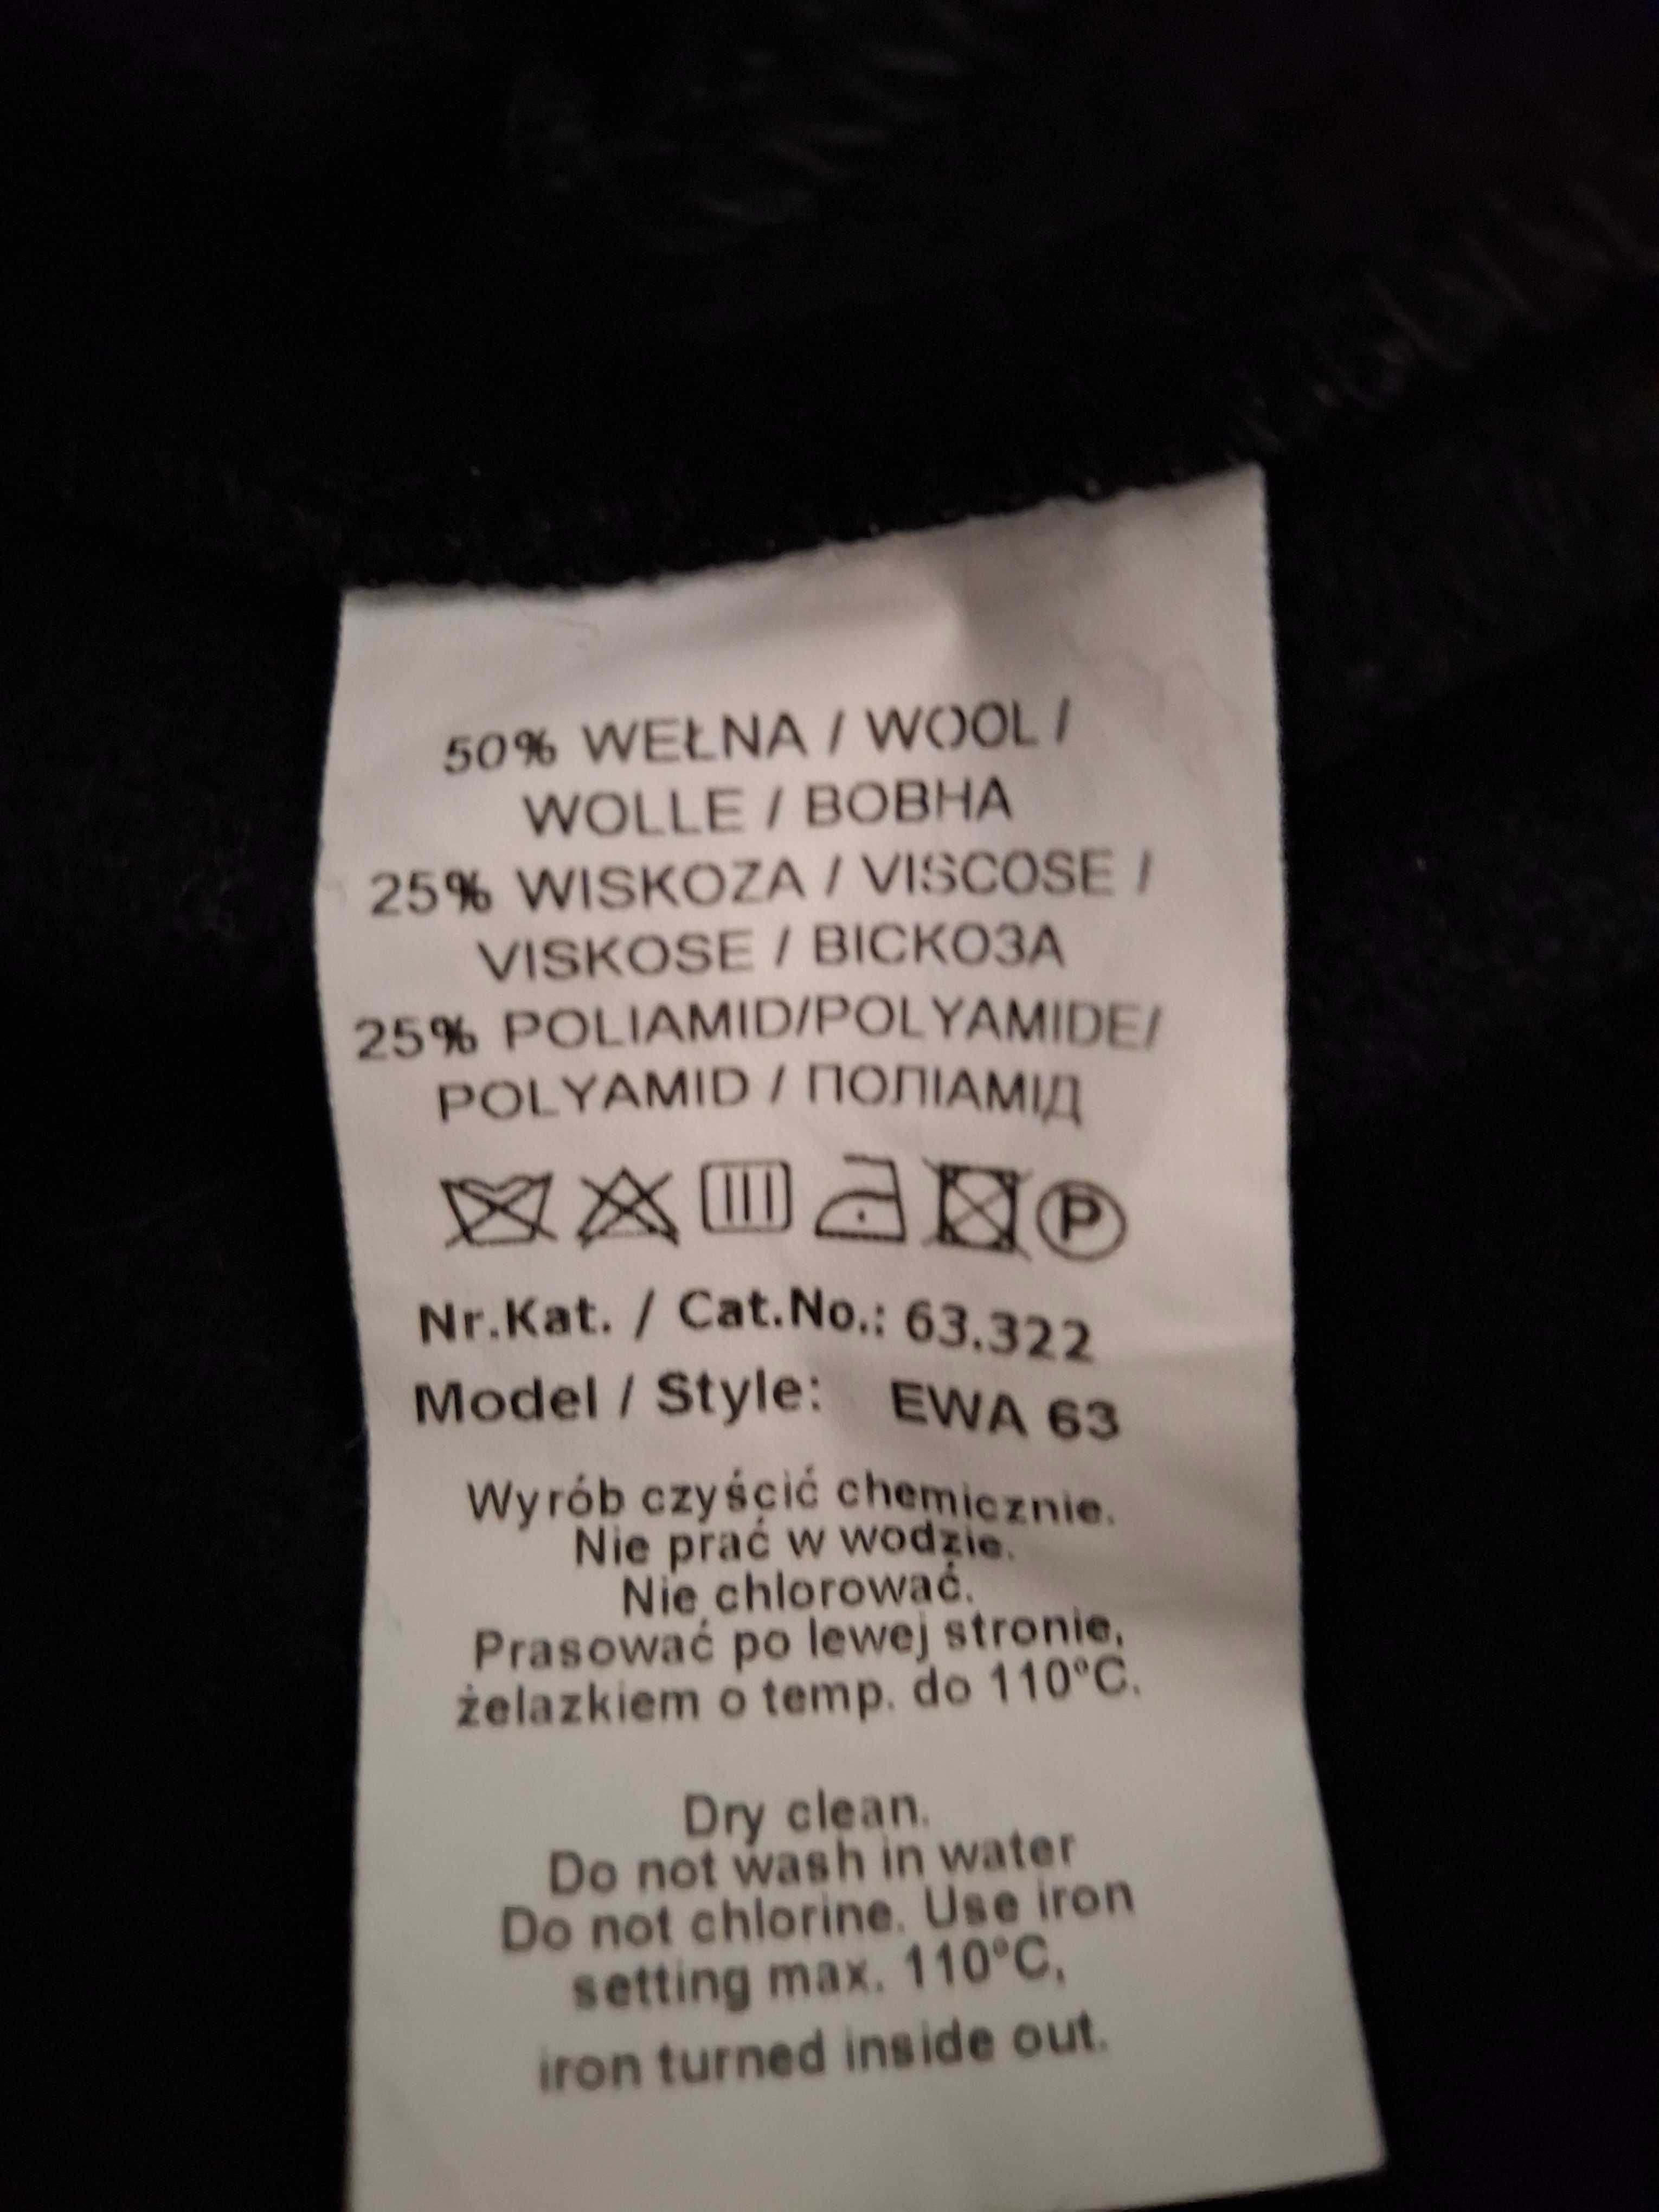 50% WEŁNA / WOOL /
WOLLE / BOBHA
25% WISKOZA / VISCOSE /
VISKOSE / ВІСКОЗА
25% POLIAMID/POLYAMIDE/
POLYAMID / ПОЛІАМІД
P
Nr.Kat. / Cat.No.: 63.322
Model / Style: EWA 63
Wyrób czyścić chemicznie.
Nie prać w wodzie.
Nie chlorować.
Prasować po lewej stronie,
żelazkiem o temp. do 110°C.
Dry clean.
Do not wash in water
Do not chlorine. Use iron
setting max. 110°C,
iron turned inside out.